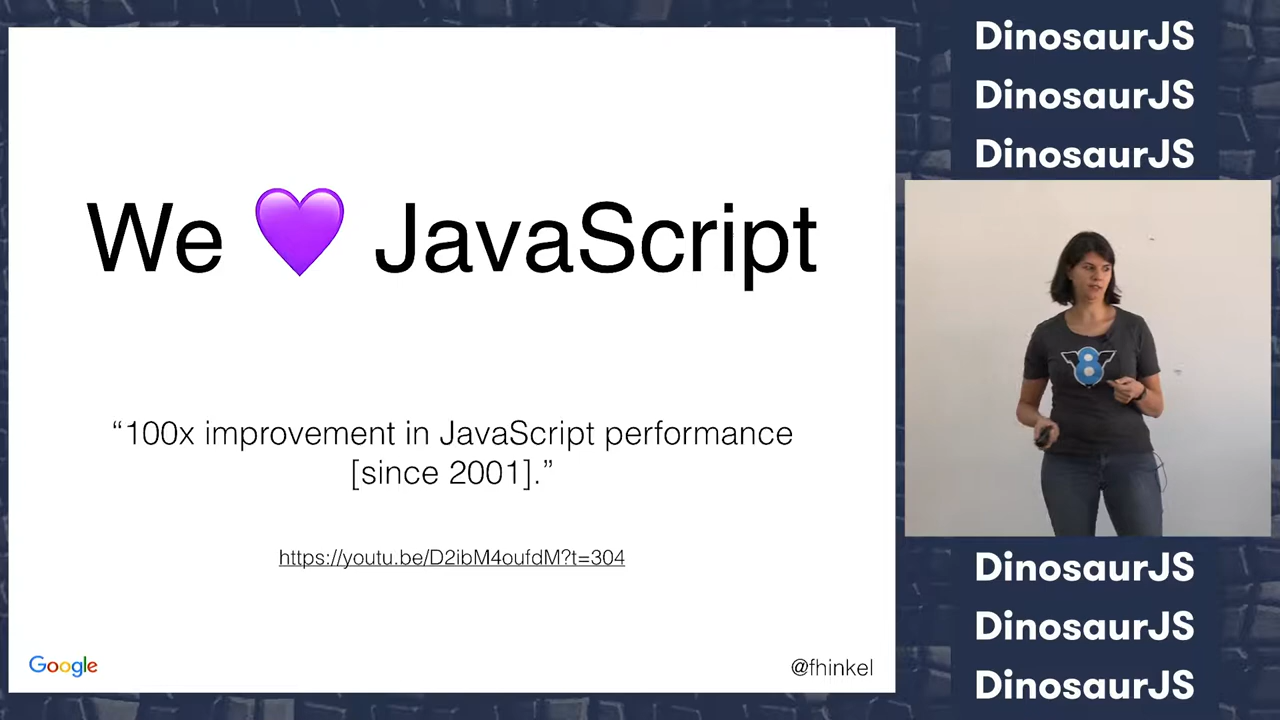 We 💜 JavaScript
“100x improvement in JavaScript performance
[since 2001].”
https://youtu.be/D2ibM4oufdM?t=304
Google
@fhinkel
DinosaurJS
DinosaurJS
DinosaurJS
8
DinosaurJS
DinosaurJS
DinosaurJS